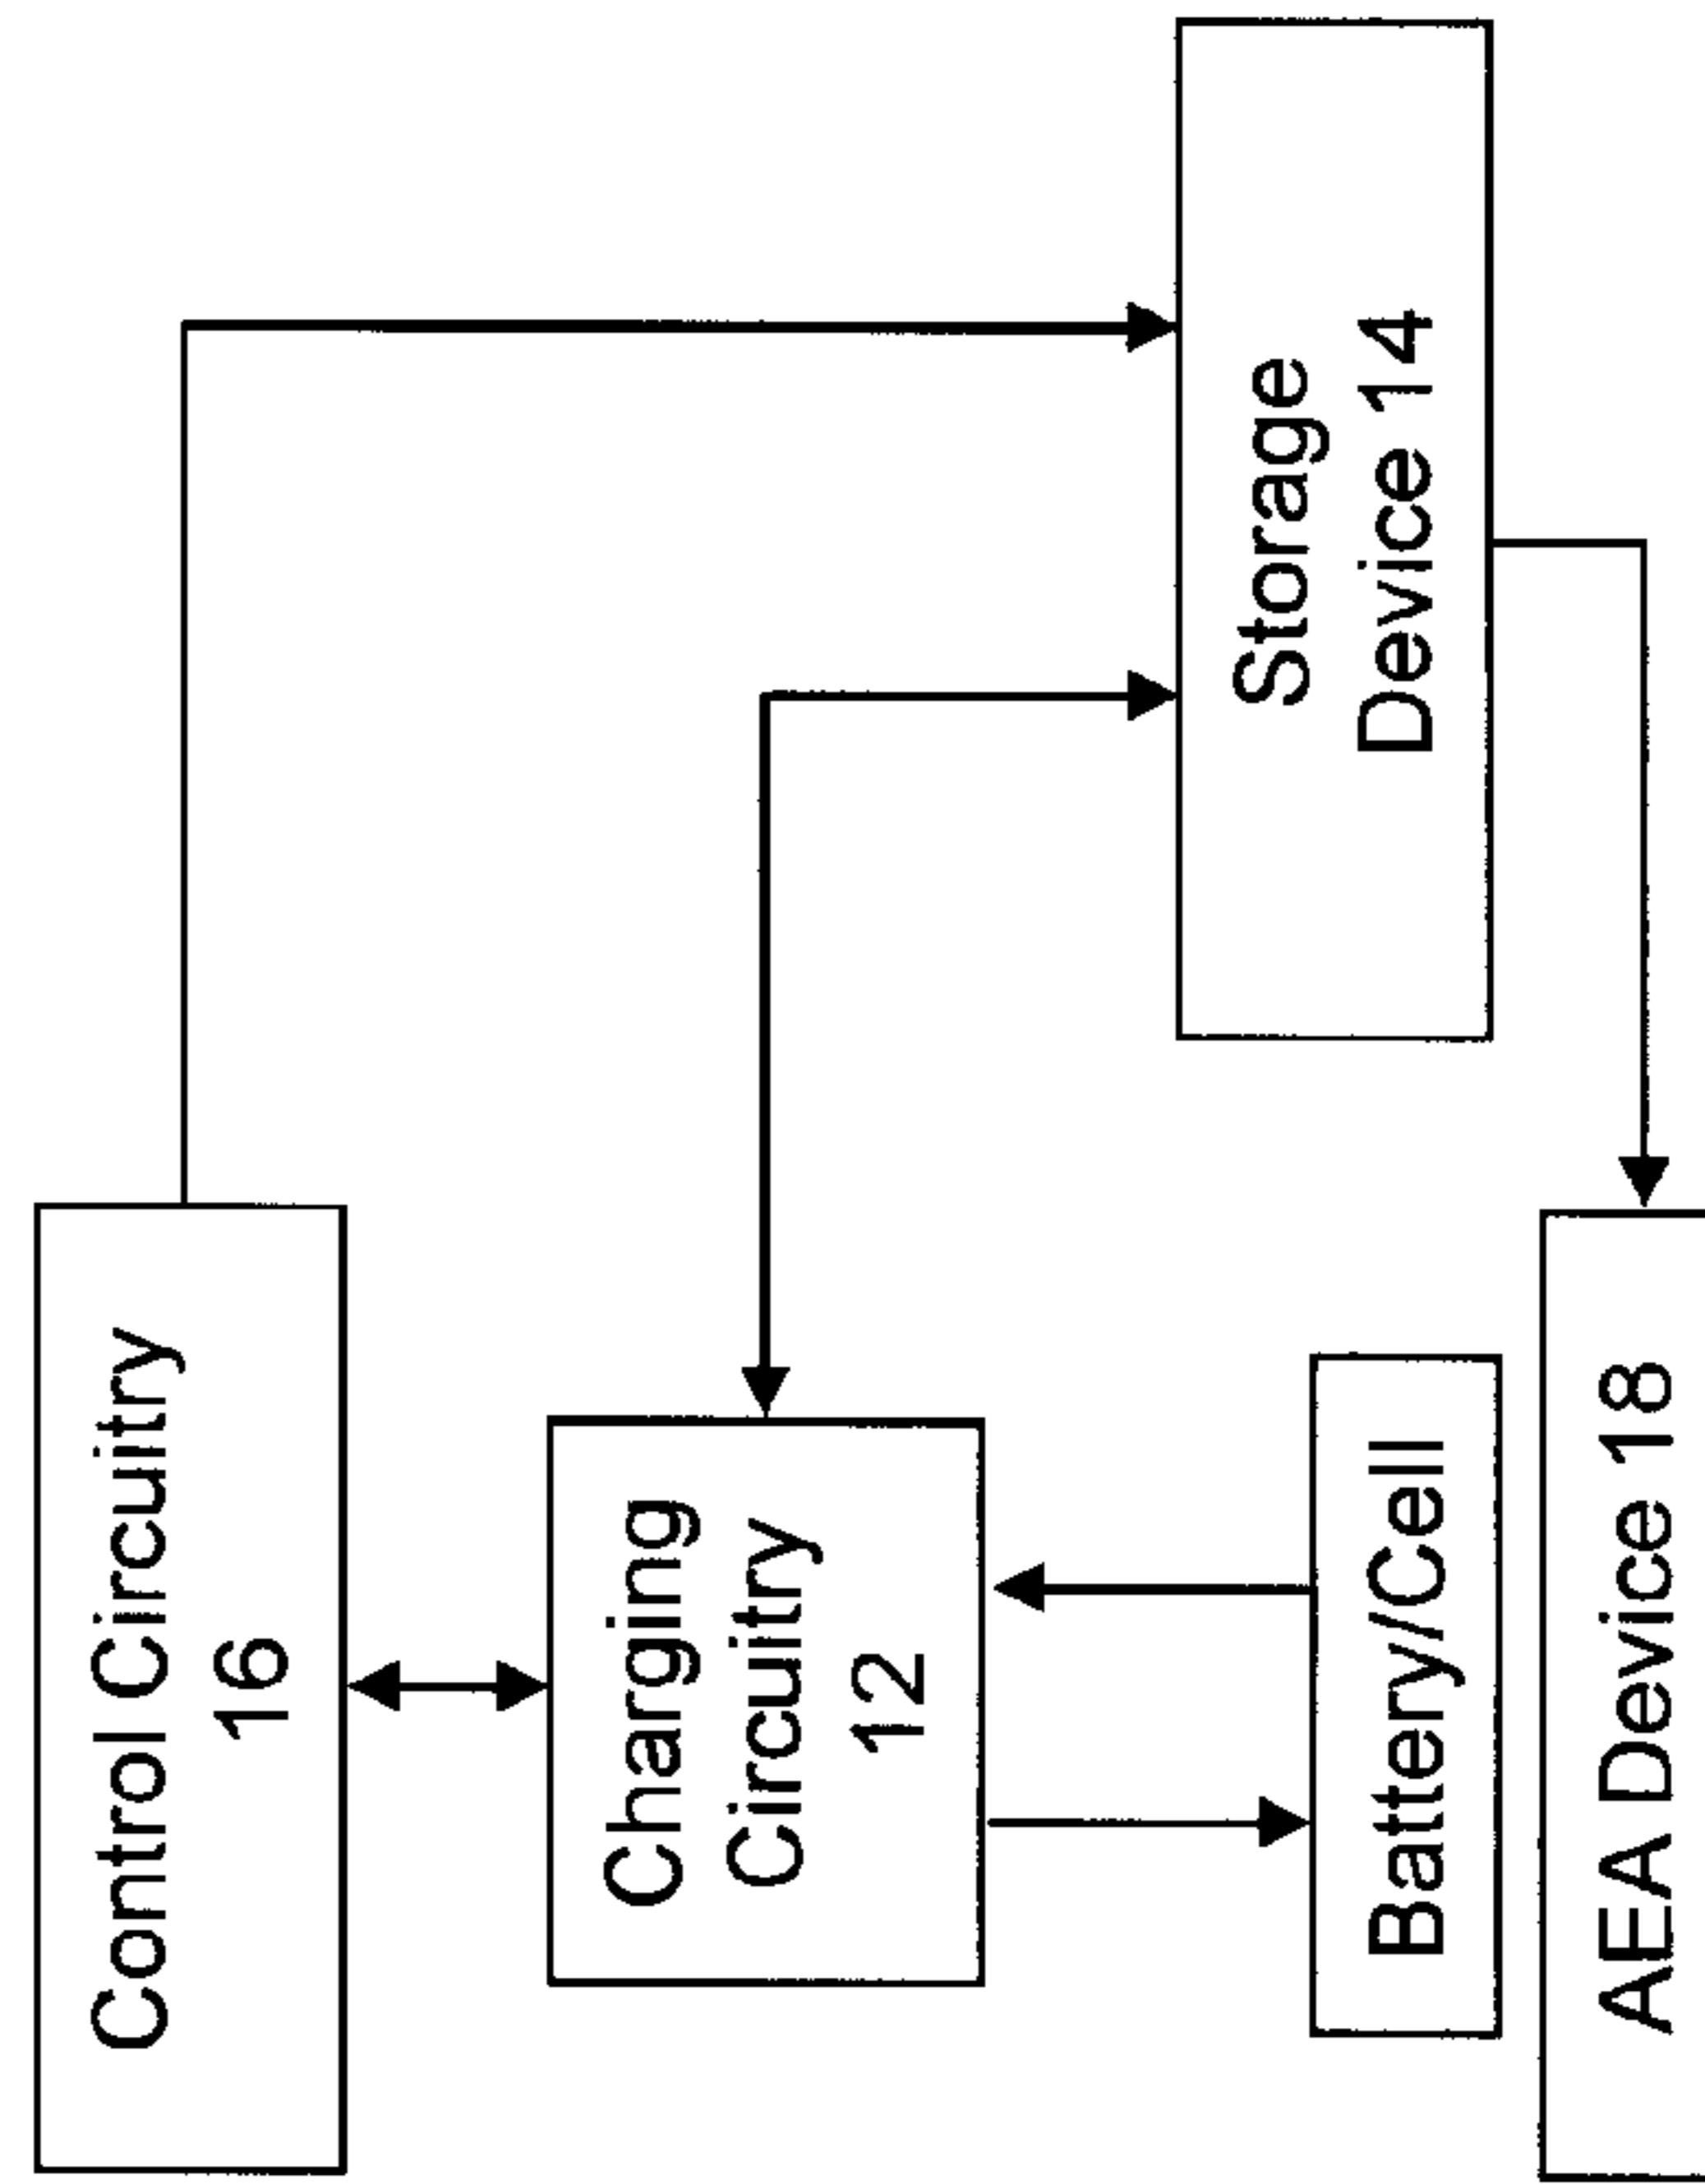 Control Circuitry
16
Charging
Circuitry
12
Storage
Device 14
Battery/Cell
AEA Device 18